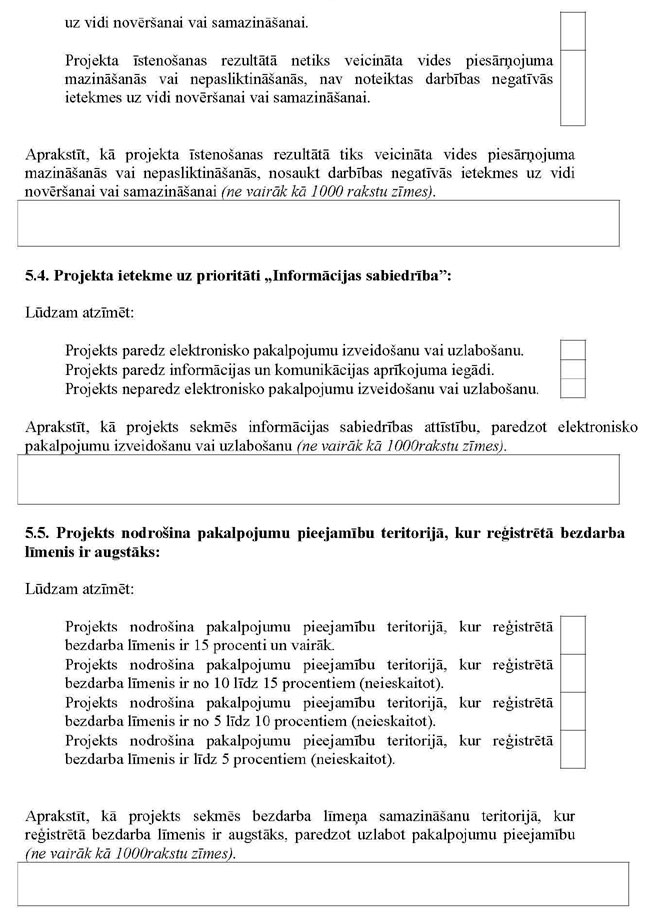 uz vidi novēršanai vai samazināšanai.
Projekta īstenošanas rezultātā netiks veicināta vides piesārņojuma
mazināšanās vai nepasliktināšanās, nav noteiktas darbības negatīvās
ietekmes uz vidi novēršanai vai samazināšanai.
Aprakstīt, kā projekta īstenošanas rezultātā tiks veicināta vides piesārņojuma
mazināšanās vai nepasliktināšanās, nosaukt darbības negatīvās ietekmes uz vidi
novēršanai vai samazināšanai (ne vairāk kā 1000 rakstu zīmes).
5.4. Projekta ietekme uz prioritāti „Informācijas sabiedrība”:
Lūdzam atzīmēt:
Projekts paredz elektronisko pakalpojumu izveidošanu vai uzlabošanu.
Projekts paredz informācijas un komunikācijas aprīkojuma iegādi.
Projekts neparedz elektronisko pakalpojumu izveidošanu vai uzlabošanu.
Aprakstīt, kā projekts sekmēs informācijas sabiedrības attīstību, paredzot elektronisko
pakalpojumu izveidošanu vai uzlabošanu (ne vairāk kā 1000rakstu zīmes).
5.5. Projekts nodrošina pakalpojumu pieejamību teritorijā, kur reģistrētā bezdarba
līmenis ir augstāks:
Lūdzam atzīmēt:
Projekts nodrošina pakalpojumu pieejamību teritorijā, kur reģistrētā
bezdarba līmenis ir 15 procenti un vairāk.
Projekts nodrošina pakalpojumu pieejamību teritorijā, kur reģistrētā
bezdarba līmenis ir no 10 līdz 15 procentiem (neieskaitot).
Projekts nodrošina pakalpojumu pieejamību teritorijā, kur reģistrētā
bezdarba līmenis ir no 5 līdz 10 procentiem (neieskaitot).
Projekts nodrošina pakalpojumu pieejamību teritorijā, kur reģistrētā
bezdarba līmenis ir līdz 5 procentiem (neieskaitot).
Aprakstīt, kā projekts sekmēs bezdarba līmeņa samazināšanu teritorijā, kur
reģistrētā bezdarba līmenis ir augstāks, paredzot uzlabot pakalpojumu pieejamību
(ne vairāk kā 1000rakstu zīmes).